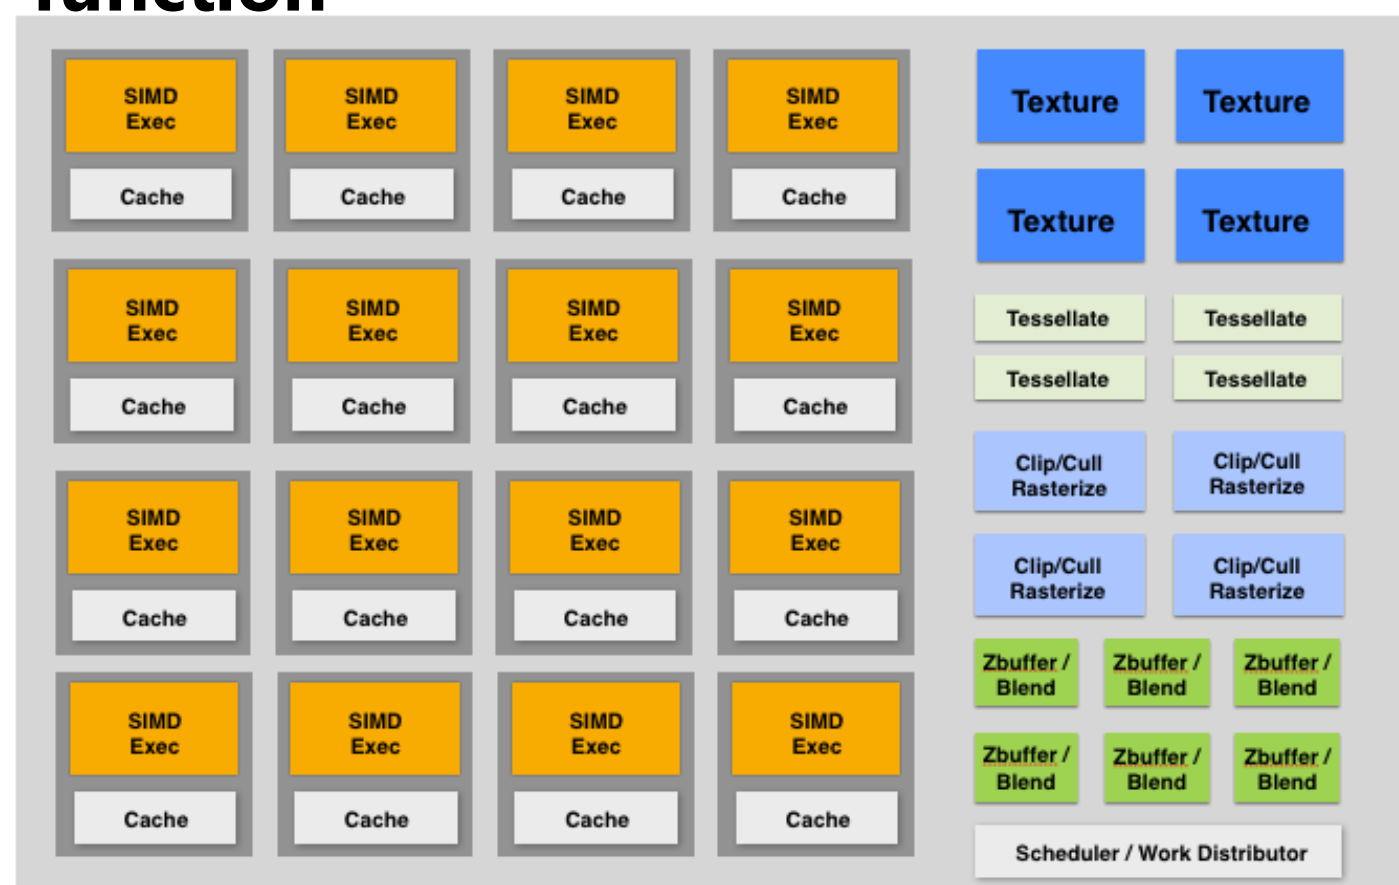 function
SIMD
Exec
SIMD
Exec
SIMD
Exec
SIMD
Exec
Cache
Cache
Cache
Cache
SIMD
Exec
SIMD
Exec
SIMD
Exec
SIMD
Exec
Cache
Cache
Cache
Cache
SIMD
Exec
SIMD
Exec
SIMD
Exec
SIMD
Exec
Cache
Cache
Cache
Cache
SIMD
Exec
SIMD
Exec
SIMD
Exec
SIMD
Exec
Cache
Cache
Cache
Cache
Texture
Texture
Texture
Texture
Tessellate
Tessellate
Tessellate
Tessellate
Clip/Cull
Rasterize
Clip/Cull
Rasterize
Clip/Cull
Rasterize
Clip/Cull
Rasterize
Zbuffer /
Blend
Zbuffer /
Blend
Zbuffer /
Blend
Zbuffer /
Blend
Zbuffer /
Blend
Zbuffer /
Blend
Scheduler / Work Distributor